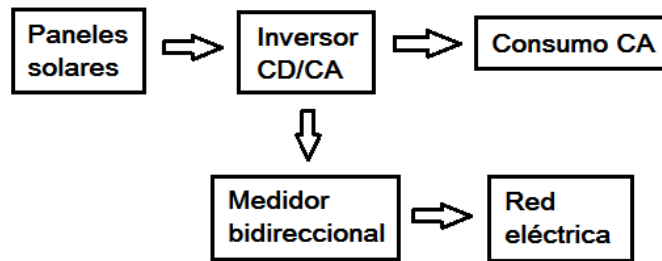 Paneles
solares
Inversor
CD/CA
Consumo CA
Medidor
bidireccional
Red
eléctrica